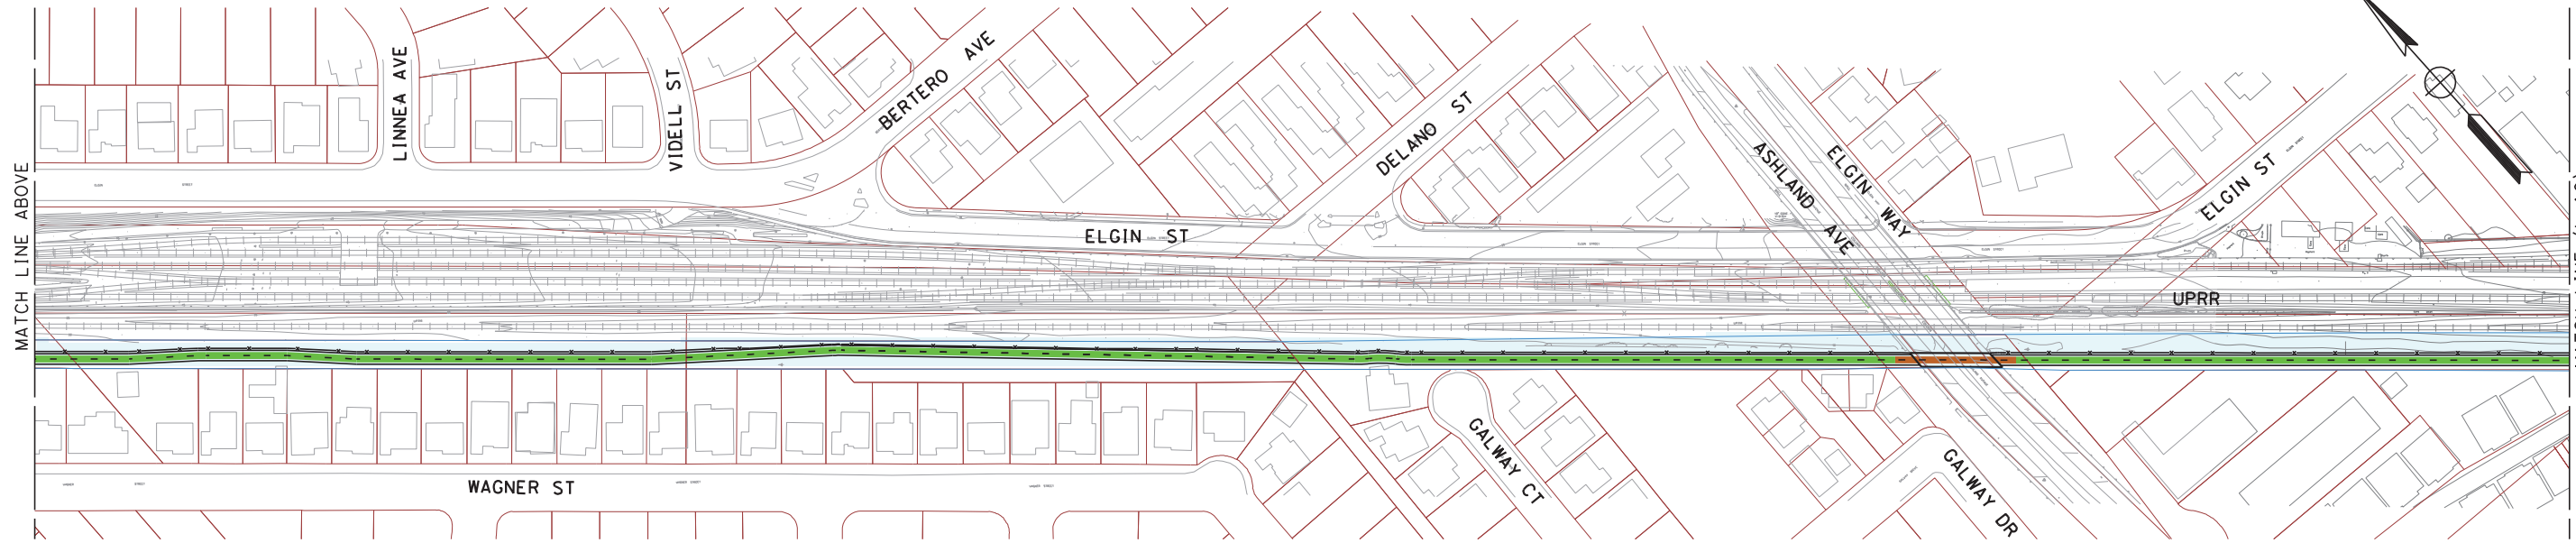 MATCH LINE ABOVE
LINNEA AVE
VIDELL ST
BERTERO AVE
DELANO ST
ASHLAND AVE
ELGIN WAY
ELGIN ST
ELGIN ST
UPRR
WAGNER ST
GALWAY CT
GALWAY DR